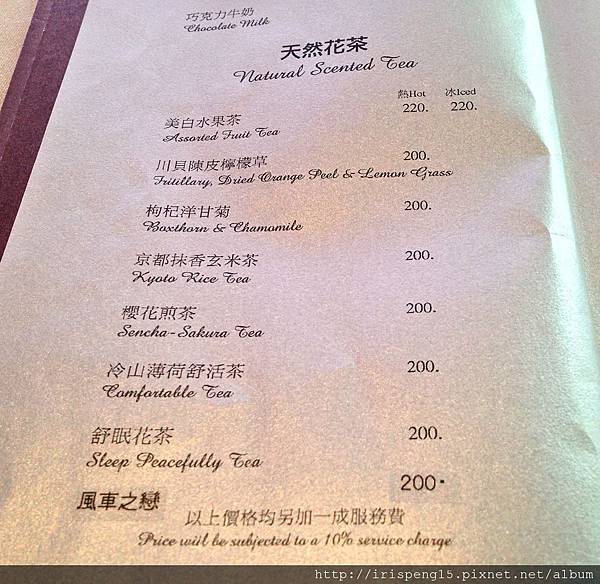 巧克力牛奶
Chocolate Milk
天然花茶
Natural Scented Tea
熱Hot 冰Iced
美白水果茶 220. 220.
Assorted Fruit Tea
川貝陳皮檸檬草 200.
Fritillary, Dried Orange Peel & Lemon Grass
枸杞洋甘菊 200.
Boxthorn & Chamomile
京都抹香玄米茶 200.
Kyoto Rice Tea
櫻花煎茶 200.
Sencha-Sakura Tea
冷山薄荷舒活茶 200.
Comfortable Tea
舒眠花茶 200.
Sleep Peacefully Tea
風車之戀 200.
以上價格均另加一成服務費
Price will be subjected to a 10% service charge
http://irispeng15.pixnet.net/album